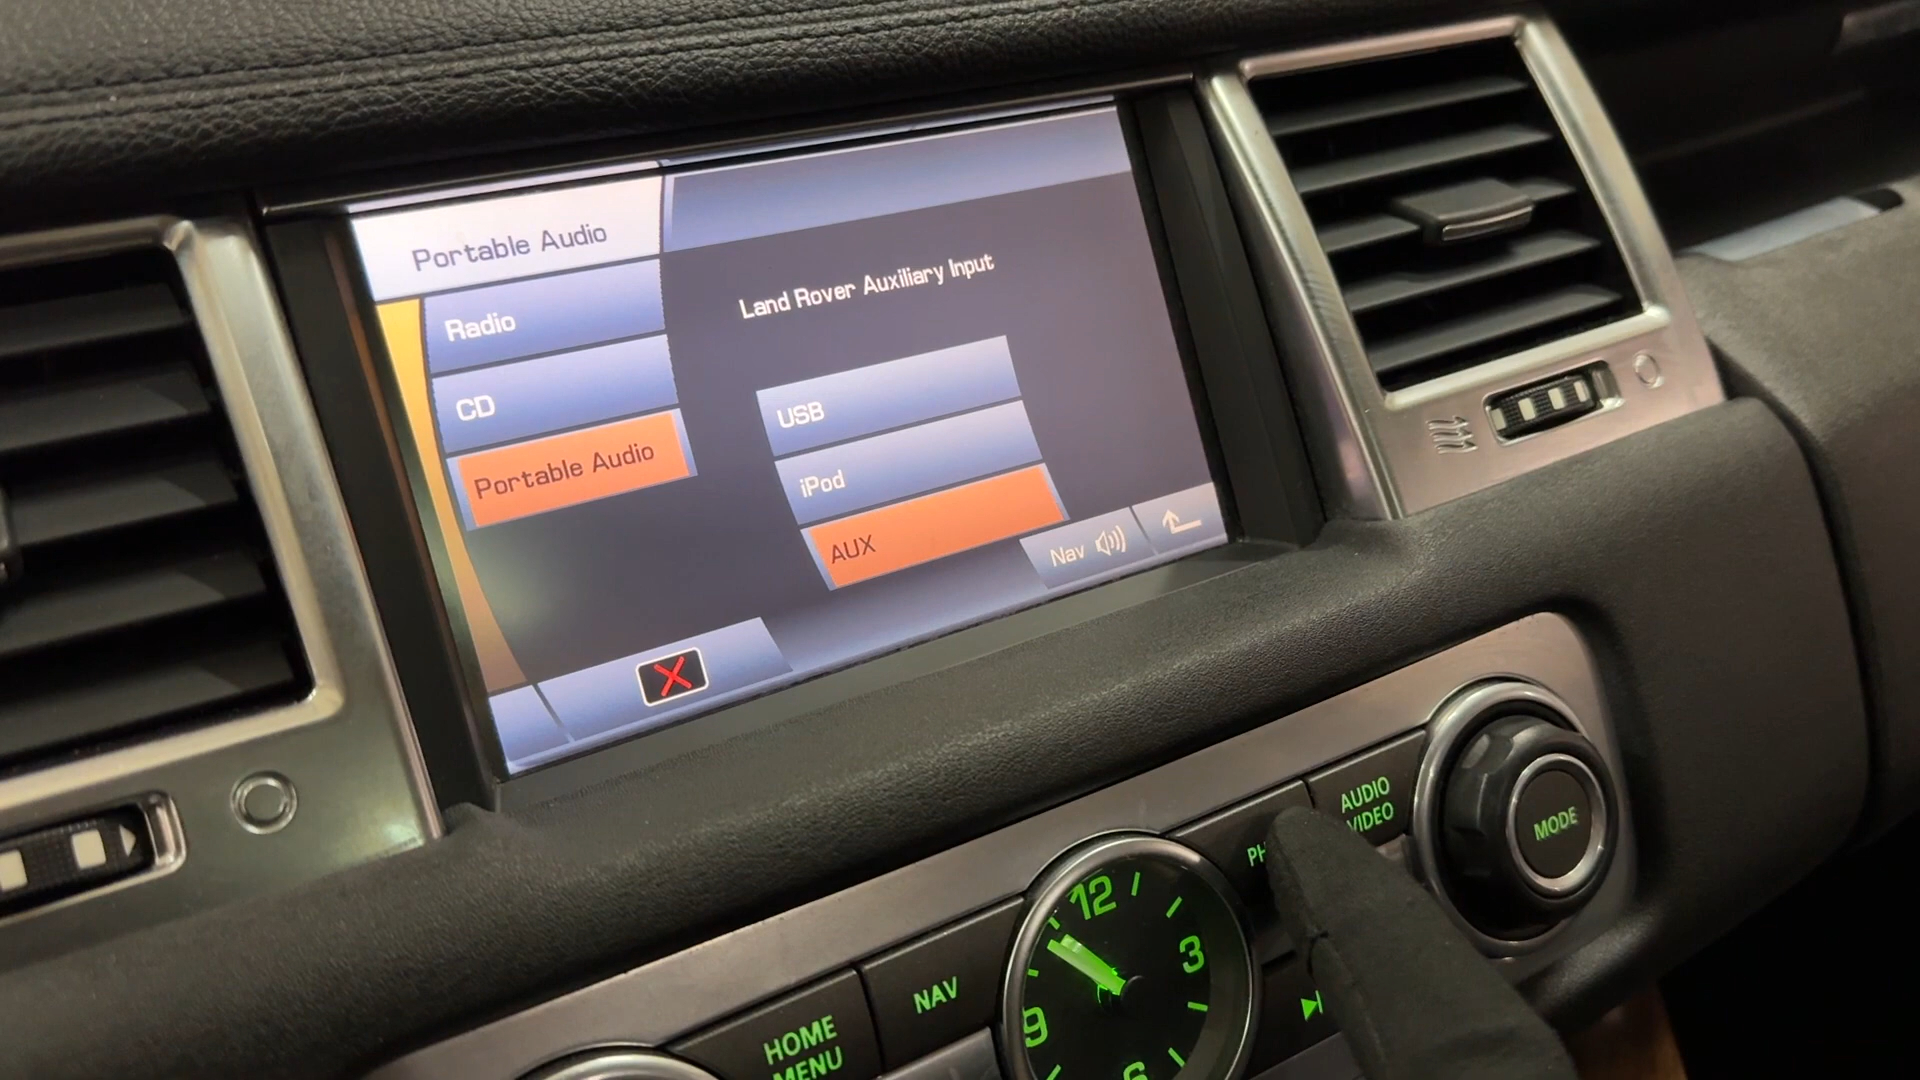 Portable Audio
Radio
CD
Portable Audio
Land Rover Auxiliary Input
USB
iPod
AUX
Nav
AUDIO
VIDEO
MODE
NAV
HOME
MENU
12
3
9
6